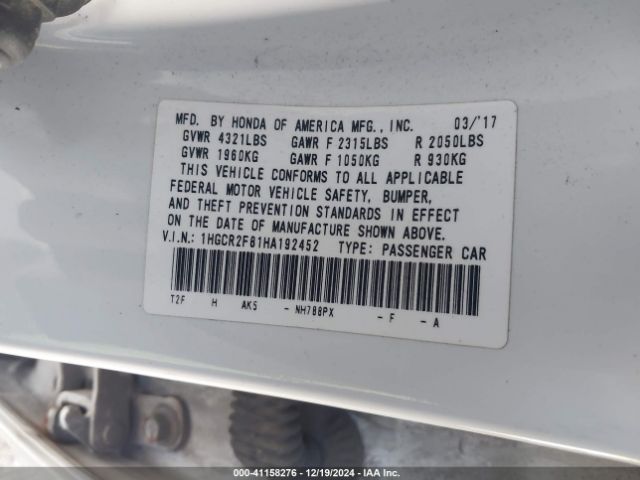 MFD. BY HONDA OF AMERICA MFG., INC. 03/'17
GVWR 4321LBS GAWR F 2315LBS R 2050LBS
GVWR 1960KG GAWR F 1050KG R 930KG
THIS VEHICLE CONFORMS TO ALL APPLICABLE
FEDERAL MOTOR VEHICLE SAFETY, BUMPER,
AND THEFT PREVENTION STANDARDS IN EFFECT
ON THE DATE OF MANUFACTURE SHOWN ABOVE.
V.I.N.: 1HGCR2F81HA192452 TYPE: PASSENGER CAR
T2F H AK5 - NH788PX - F - A
000-41158276 | 12/19/2024 | IAA Inc.